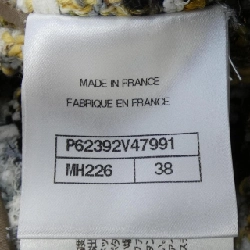 MADE IN FRANCE
FABRIQUE EN FRANCE
P62392V47991
MH226 38